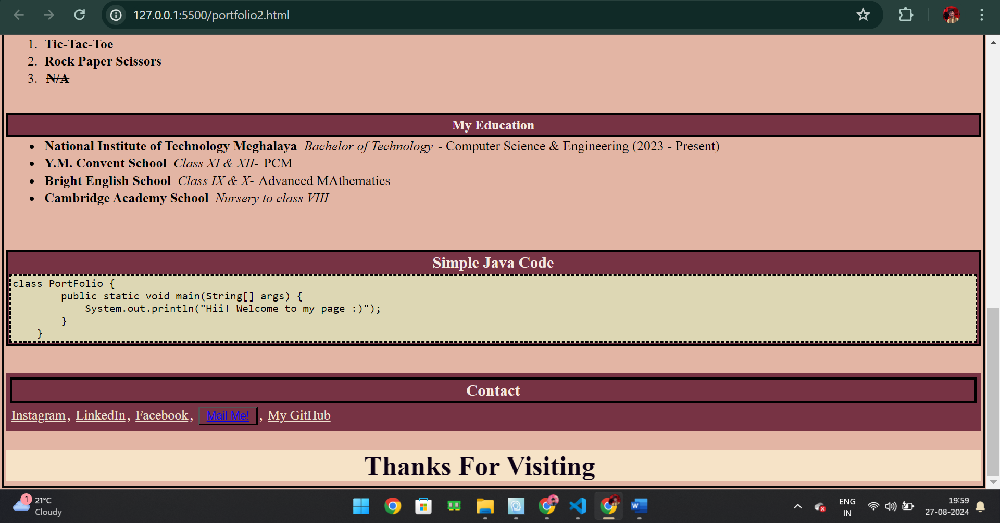 127.0.0.1:5500/portfolio2.html
1. Tic-Tac-Toe
2. Rock Paper Scissors
3. N/A
My Education
• National Institute of Technology Meghalaya Bachelor of Technology - Computer Science & Engineering (2023 - Present)
• Y.M. Convent School Class XI & XII- PCM
• Bright English School Class IX & X- Advanced MAthematics
• Cambridge Academy School Nursery to class VIII
Simple Java Code
class PortFolio {
        public static void main(String[] args) {
            System.out.println("Hii! Welcome to my page :)");
        }
    }
Contact
Instagram, LinkedIn, Facebook, Mail Me!, My GitHub
Thanks For Visiting
1
21°C
Cloudy
W
ENG
IN
19:59
27-08-2024